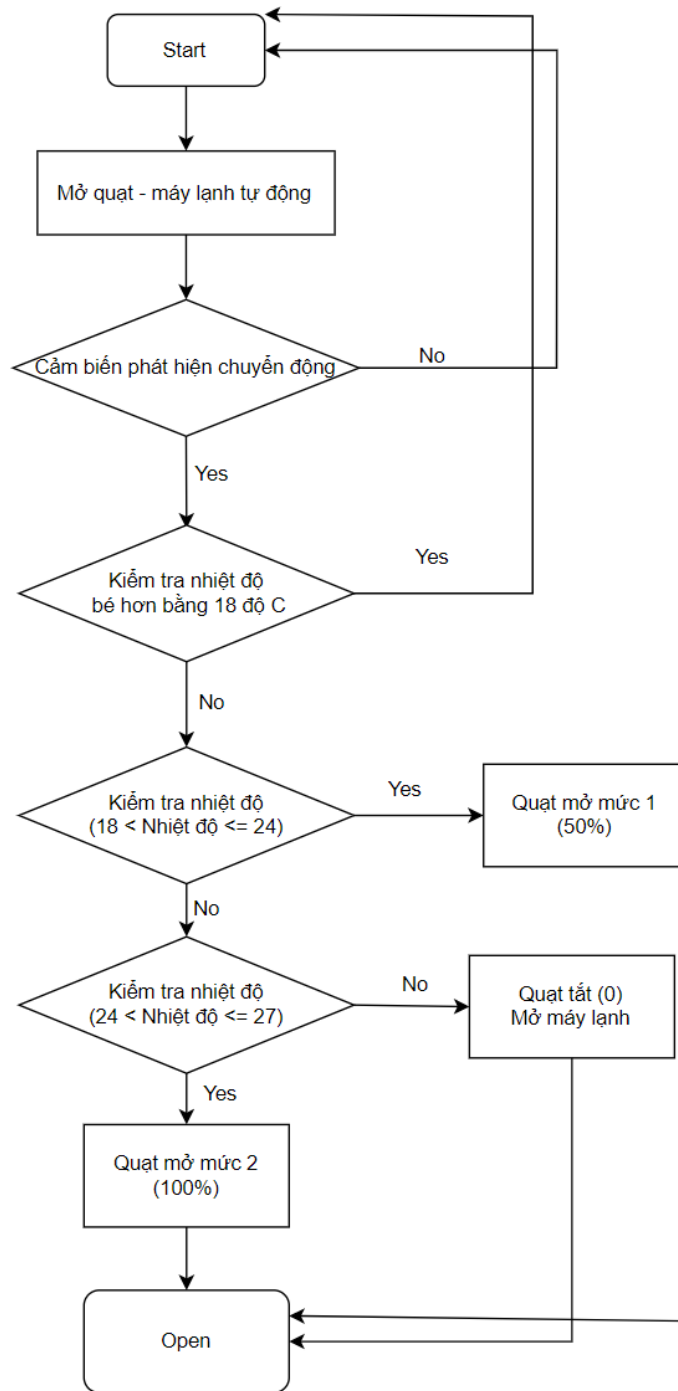 Start
Mở quạt - máy lạnh tự động
Cảm biến phát hiện chuyển động
No
Yes
Kiểm tra nhiệt độ
bé hơn bằng 18 độ C
Yes
No
Kiểm tra nhiệt độ
(18 < Nhiệt độ <= 24)
Yes
Quạt mở mức 1
(50%)
No
Kiểm tra nhiệt độ
(24 < Nhiệt độ <= 27)
No
Quạt tắt (0)
Mở máy lạnh
Yes
Quạt mở mức 2
(100%)
Open